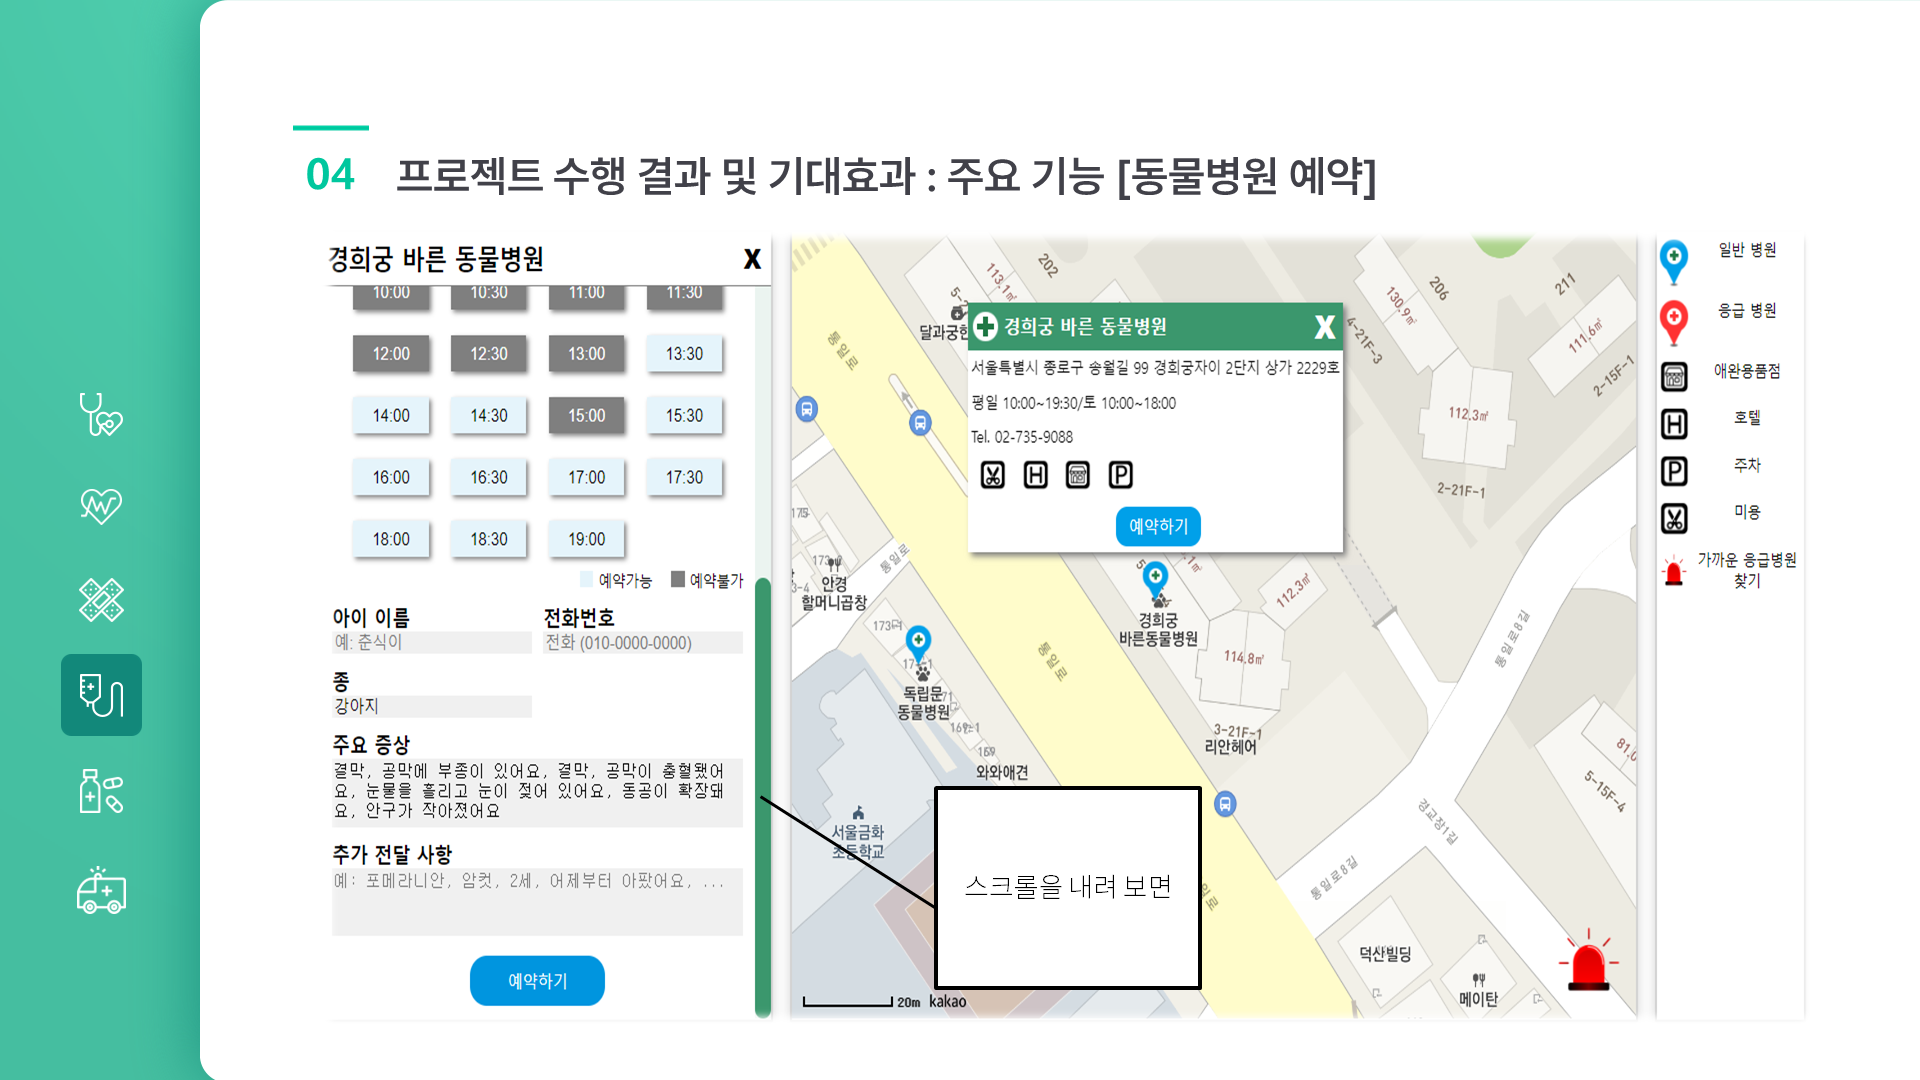 04 프로젝트 수행 결과 및 기대효과 : 주요 기능 [동물병원 예약]
경희궁 바른 동물병원 X
10:00 10:30 11:00 11:30
12:00 12:30 13:00 13:30
14:00 14:30 15:00 15:30
16:00 16:30 17:00 17:30
18:00 18:30 19:00
예약가능 예약불가
아이 이름 전화번호
예: 춘식이 전화 (010-0000-0000)
종
강아지
주요 증상
결막, 공막에 부종이 있어요, 결막, 공막이 충혈됐어
요, 눈물을 흘리고 눈이 젖어 있어요, 동공이 확장돼
요, 안구가 작아졌어요
추가 전달 사항
예: 포메라니안, 암컷, 2세, 어제부터 아팠어요, ...
예약하기
경희궁 바른 동물병원 X
서울특별시 종로구 송월길 99 경희궁자이 2단지 상가 2229호
평일 10:00~19:30/토 10:00~18:00
Tel. 02-735-9088
H P
예약하기
202
113.1㎡
206
130.9㎡
4-21F-3
211
111.6㎡
2-15F-1
112.3㎡
2-21F-1
통일로
통일로
안경
할머니곱창
경희궁
바른동물병원
112.3㎡
114.8㎡
독립문
동물병원
3-21F-1
리안헤어
와와애견
통일로8길
81.0
5-15F-4
경교장1길
통일로8길
서울금화
초등학교
스크롤을 내려 보면
덕산빌딩
메이탄
20m kakao
일반 병원
응급 병원
애완용품점
H 호텔
P 주차
미용
가까운 응급병원
찾기